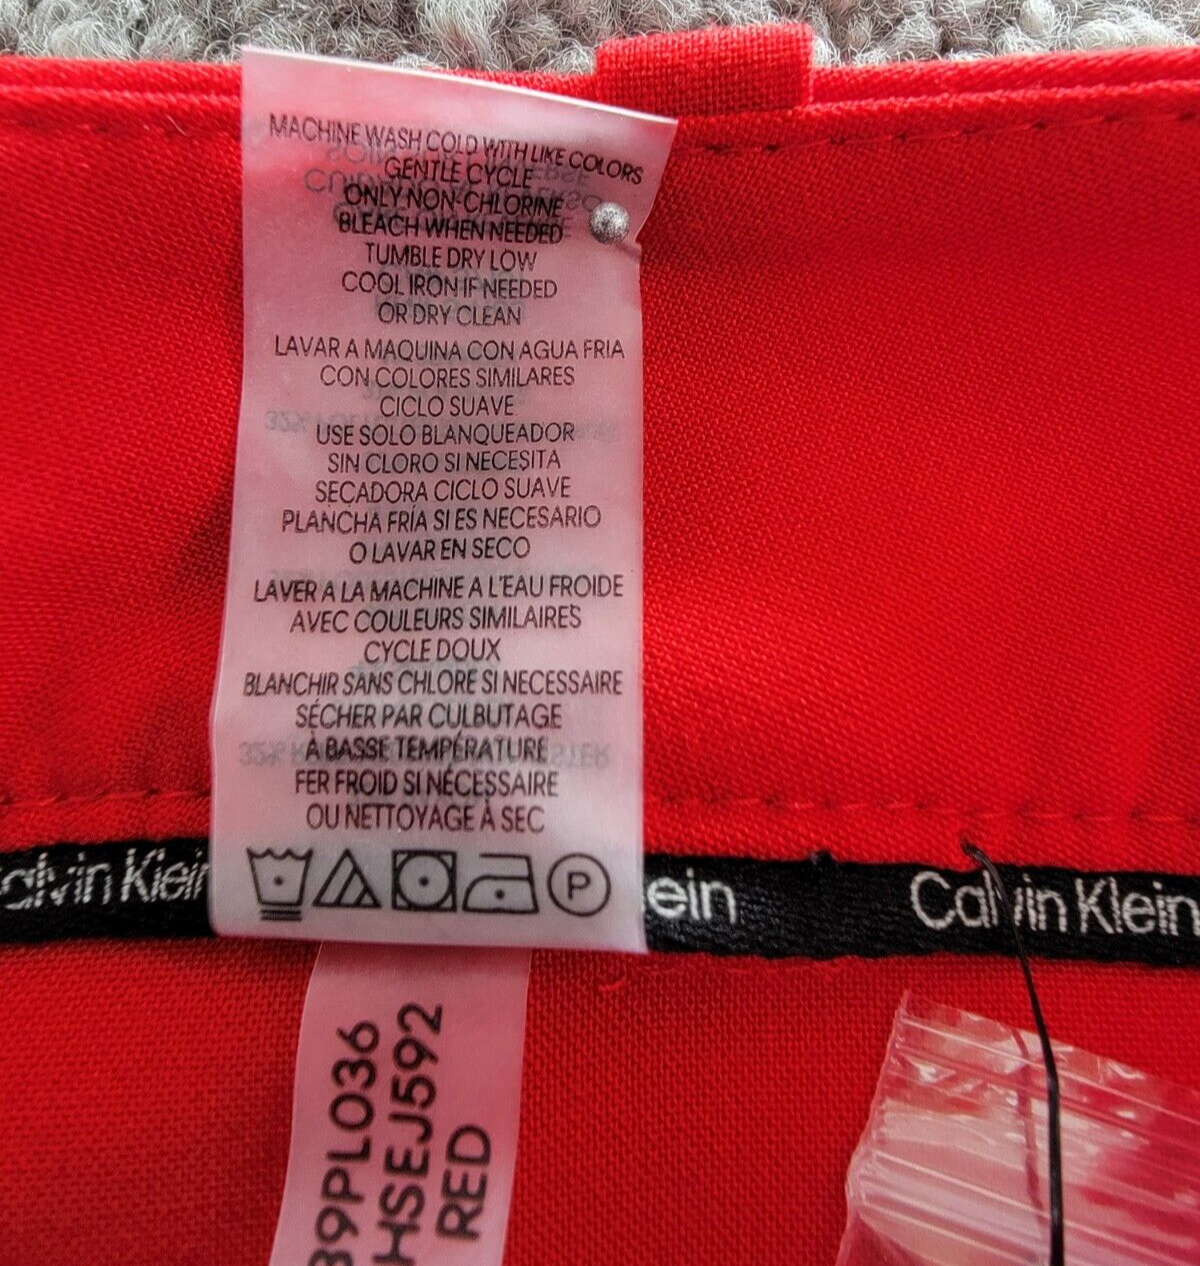 MACHINE WASH COLD WITH LIKE COLORS
GENTLE CYCLE
ONLY NON-CHLORINE
BLEACH WHEN NEEDED
TUMBLE DRY LOW
COOL IRON IF NEEDED
OR DRY CLEAN
LAVAR A MAQUINA CON AGUA FRIA
CON COLORES SIMILARES
CICLO SUAVE
USE SOLO BLANQUEADOR
SIN CLORO SI NECESITA
SECADORA CICLO SUAVE
PLANCHA FRÍA SI ES NECESARIO
O LAVAR EN SECO
LAVER A LA MACHINE A L'EAU FROIDE
AVEC COULEURS SIMILAIRES
CYCLE DOUX
BLANCHIR SANS CHLORE SI NECESSAIRE
SÉCHER PAR CULBUTAGE
À BASSE TEMPÉRATURE
FER FROID SI NÉCESSAIRE
OU NETTOYAGE À SEC
P
alvin Klein
ein
Calvin Klein
39PL036
HSEJ592
RED